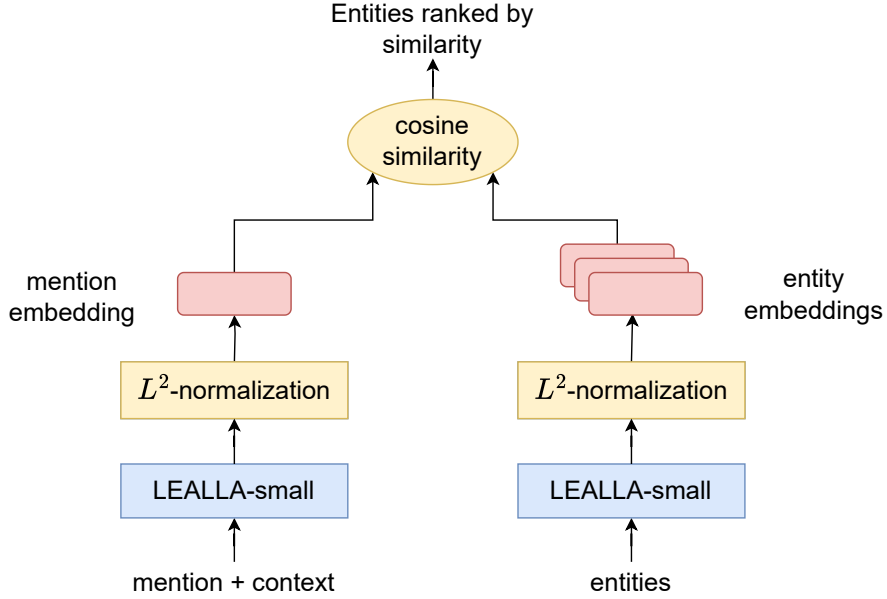 Entities ranked by
similarity
cosine
similarity
mention
embedding
entity
embeddings
L²-normalization
L²-normalization
LEALLA-small
LEALLA-small
mention + context
entities